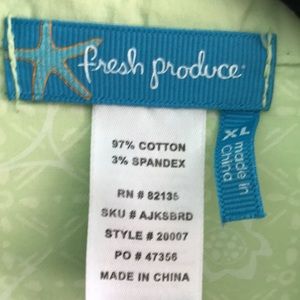 fresh produce
XL made in
China
97% COTTON
3% SPANDEX
RN # 82135
SKU # AJKSBRD
STYLE # 20007
PO # 47356
MADE IN CHINA